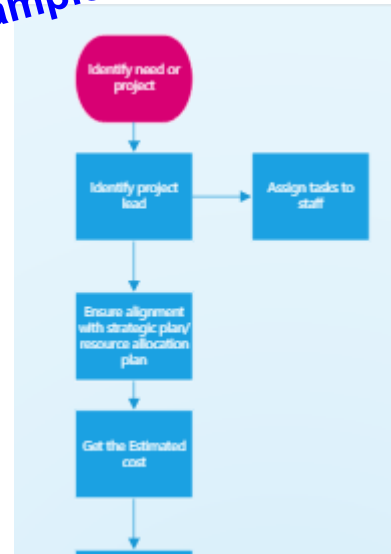 Identify need or
project
Identify project
lead
Assign tasks to
staff
Ensure alignment
with strategic plan/
resource allocation
plan
Get the Estimated
cost